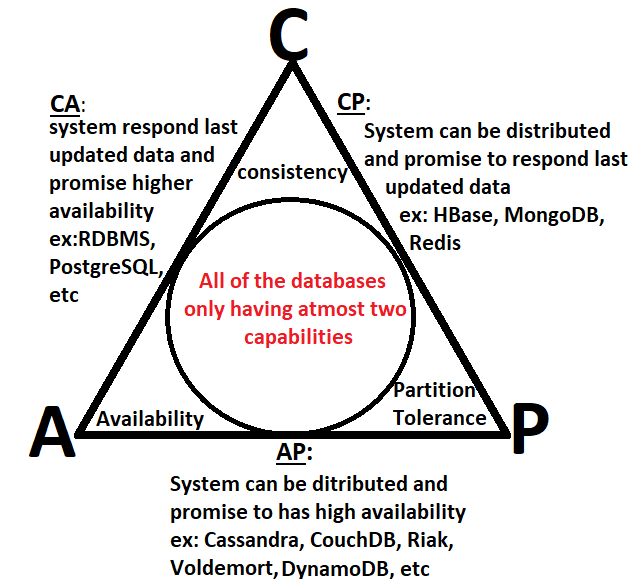 C
CA:
system respond last
updated data and
promise higher
availability
ex:RDBMS,
PostgreSQL,
etc
CP:
System can be distributed
and promise to respond last
updated data
ex: HBase, MongoDB,
Redis
consistency
All of the databases
only having atmost two
capabilities
A
Availability
Partition
Tolerance
P
AP:
System can be ditributed and
promise to has high availability
ex: Cassandra, CouchDB, Riak,
Voldemort, DynamoDB, etc